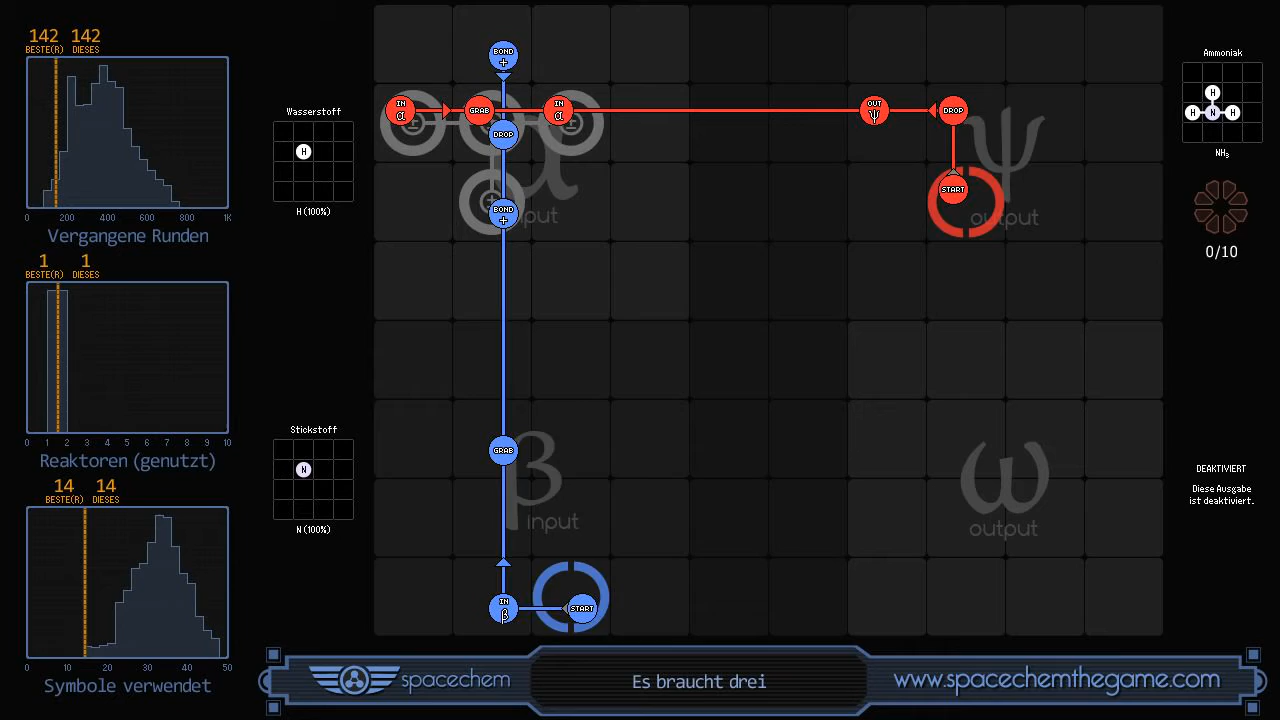 142 142
BESTE(R) DIESES
0 200 400 600 800 1K
Vergangene Runden
1 1
BESTE(R) DIESES
1 2 3 4 5 6 7 8 9 10
Reaktoren (genutzt)
14 14
BESTE(R) DIESES
0 10 20 30 40 50
Symbole verwendet
Wasserstoff
H
H (100%)
Stickstoff
N
N (100%)
BOND
+
IN
α
GRAB
IN
α
OUT
ψ
DROP
DROP
START
BOND
+
α
input
ψ
output
GRAB
β
input
ω
output
IN
β
START
Ammoniak
H
H N H
NH₃
0/10
DEAKTIVIERT
Diese Ausgabe
ist deaktiviert.
spacechem
Es braucht drei
www.spacechemthegame.com